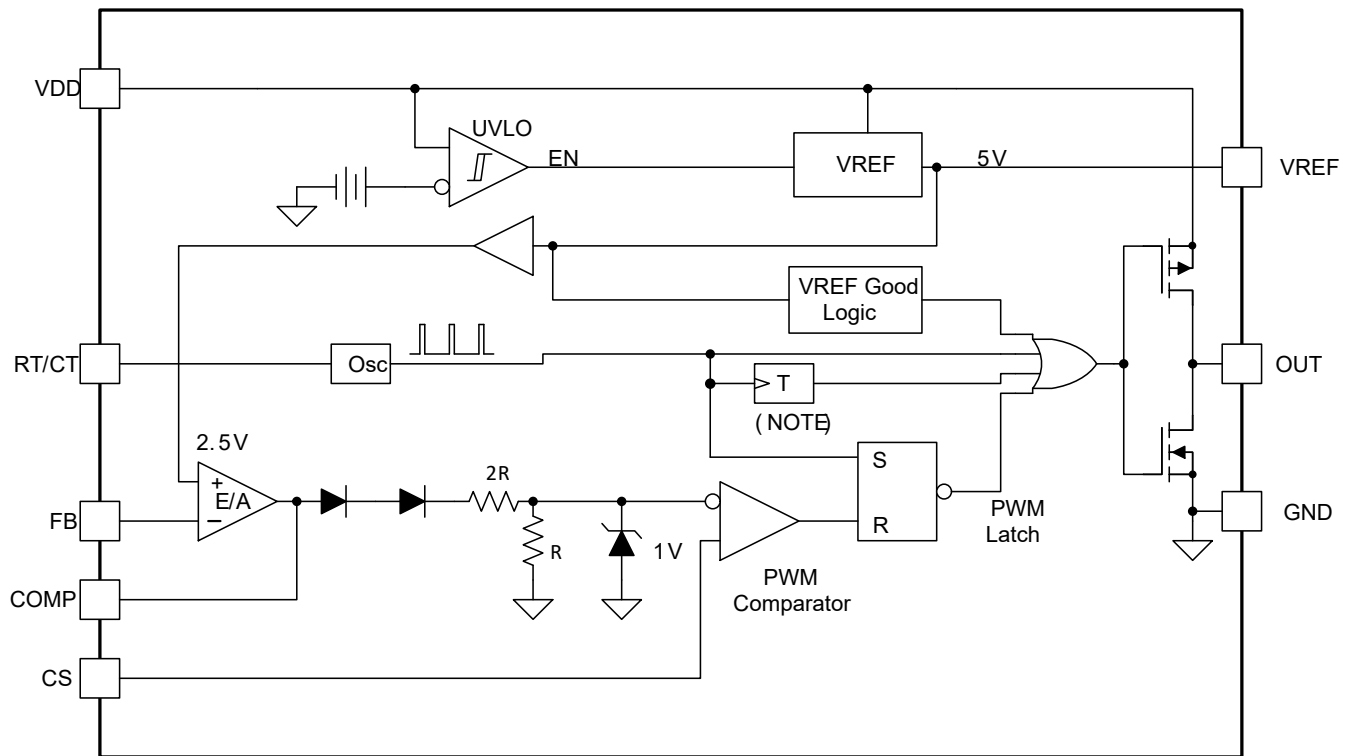 VDD
UVLO
EN
VREF
5V
VREF
VREF Good
Logic
RT/CT
Osc
T
(NOTE)
OUT
2.5V
+
E/A
−
FB
2R
R
1V
S
R
PWM
Latch
GND
COMP
PWM
Comparator
CS